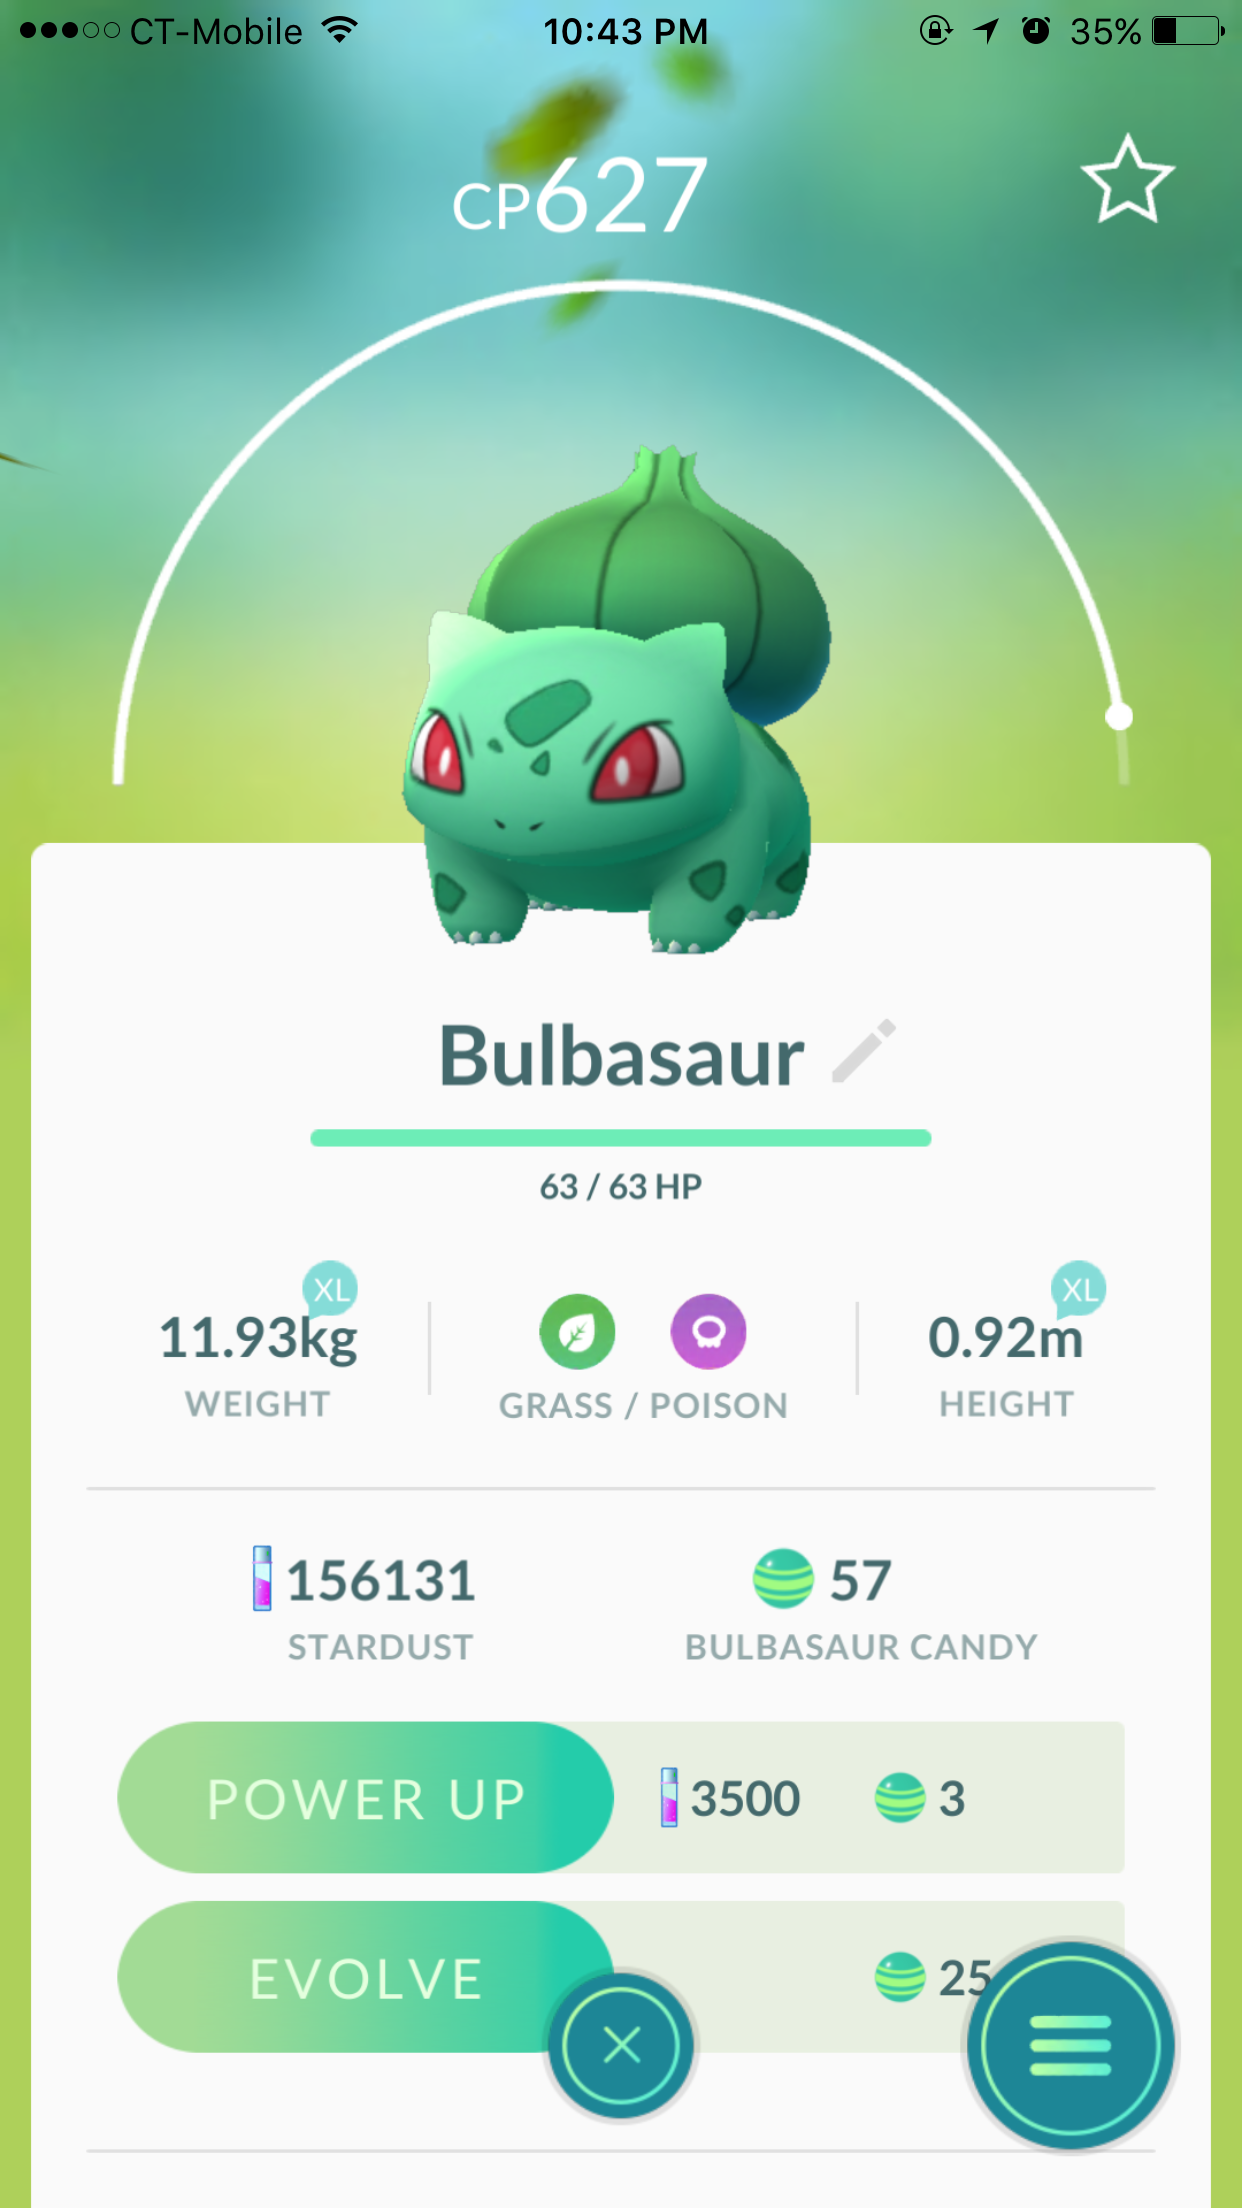 CT-Mobile 10:43 PM 35%
CP627
Bulbasaur
63 / 63 HP
XL XL
11.93kg 0.92m
WEIGHT GRASS / POISON HEIGHT
156131 57
STARDUST BULBASAUR CANDY
POWER UP 3500 3
EVOLVE 25